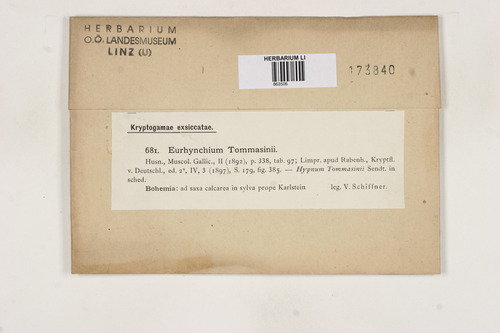 HERBARIUM
O.Ö. LANDESMUSEUM
LINZ (U)
HERBARIUM LI
173840
Kryptogamae exsiccatae.
681. Eurhynchium Tommasinii.
Husn., Muscol. Gallic., II (1892), p. 338, tab. 97; Limpr. apud Rabenh., Kryptfl.
v. Deutschl., ed. 2ª, IV, 3 (1897), S. 179, fig. 385. — Hypnum Tommasinii Sendt. in
sched.
Bohemia: ad saxa calcarea in sylva prope Karlstein leg. V. Schiffner.